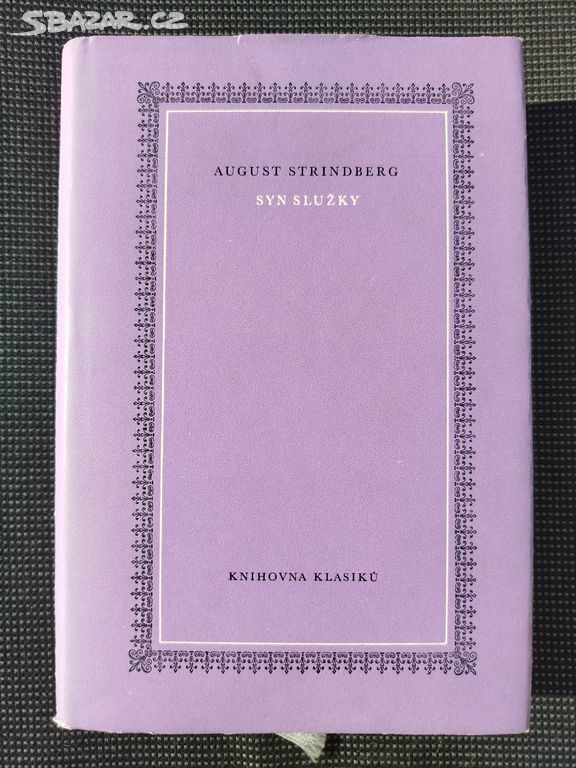 SBAZAR.CZ
AUGUST STRINDBERG
SYN SLUŽKY
KNIHOVNA KLASIKŮ